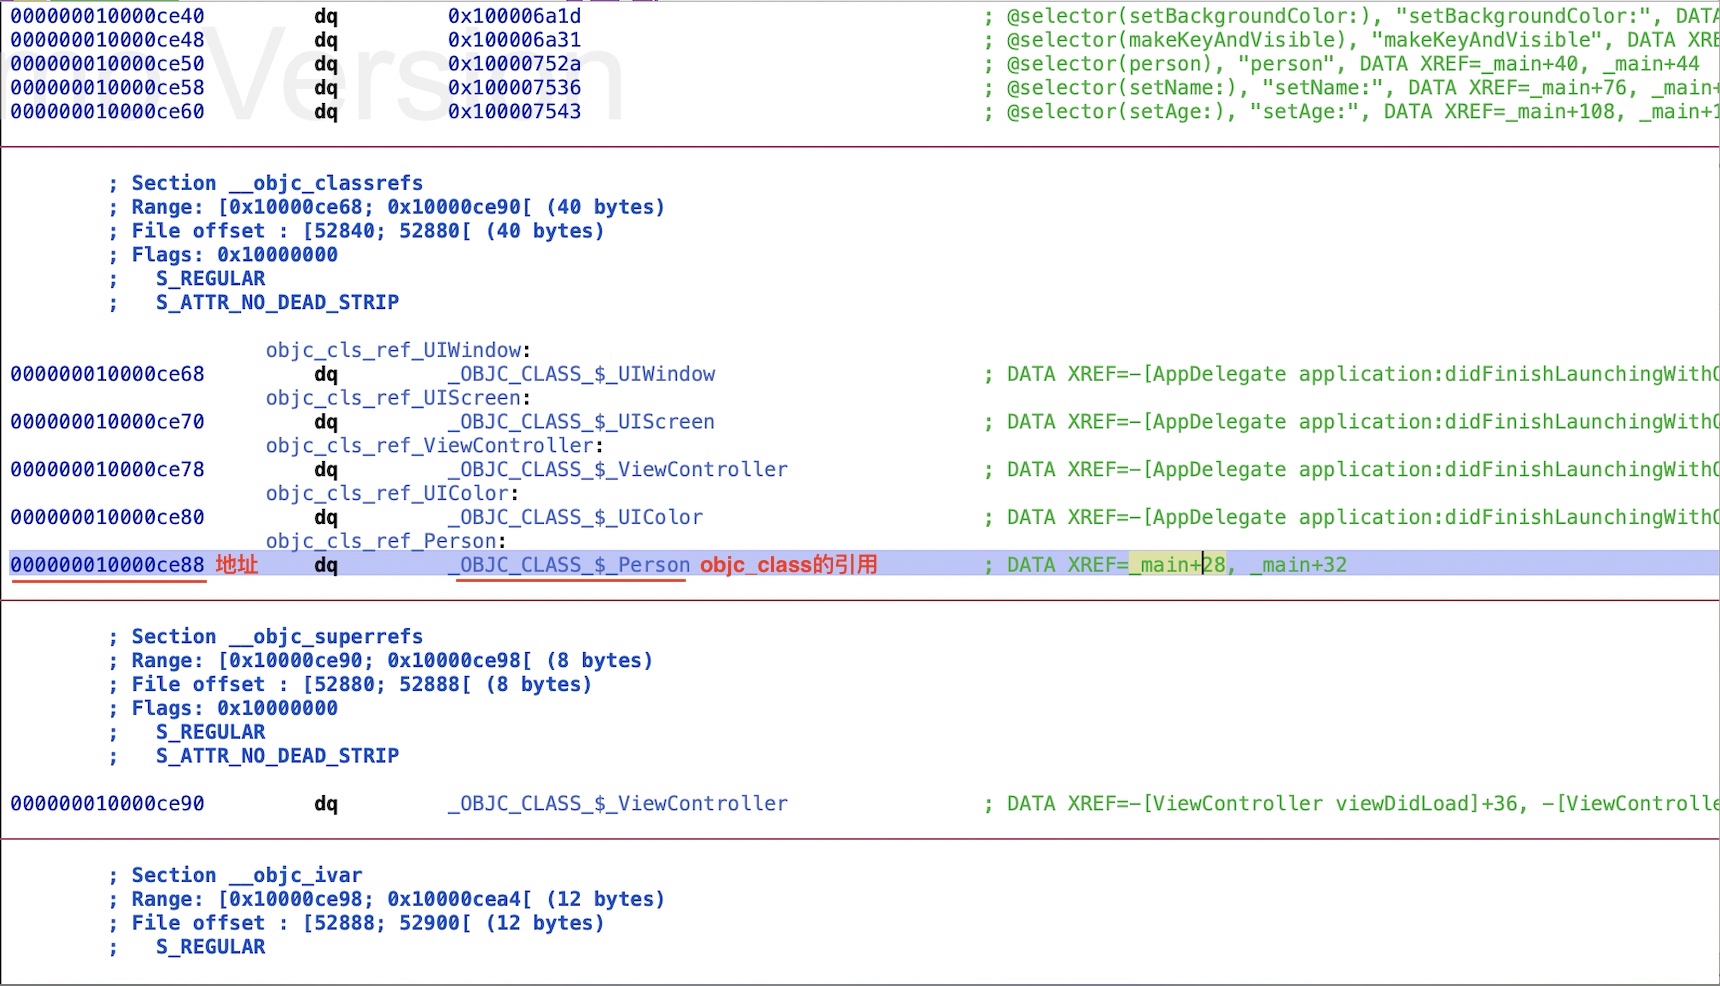 000000010000ce40 dq 0x100006a1d ; @selector(setBackgroundColor:), "setBackgroundColor:", DATA
000000010000ce48 dq 0x100006a31 ; @selector(makeKeyAndVisible), "makeKeyAndVisible", DATA XRE
000000010000ce50 dq 0x10000752a ; @selector(person), "person", DATA XREF=_main+40, _main+44
000000010000ce58 dq 0x100007536 ; @selector(setName:), "setName:", DATA XREF=_main+76, _main+
000000010000ce60 dq 0x100007543 ; @selector(setAge:), "setAge:", DATA XREF=_main+108, _main+1
Version
; Section __objc_classrefs
; Range: [0x10000ce68; 0x10000ce90[ (40 bytes)
; File offset : [52840; 52880[ (40 bytes)
; Flags: 0x10000000
;   S_REGULAR
;   S_ATTR_NO_DEAD_STRIP
objc_cls_ref_UIWindow:
000000010000ce68 dq _OBJC_CLASS_$_UIWindow ; DATA XREF=-[AppDelegate application:didFinishLaunchingWithO
objc_cls_ref_UIScreen:
000000010000ce70 dq _OBJC_CLASS_$_UIScreen ; DATA XREF=-[AppDelegate application:didFinishLaunchingWithO
objc_cls_ref_ViewController:
000000010000ce78 dq _OBJC_CLASS_$_ViewController ; DATA XREF=-[AppDelegate application:didFinishLaunchingWithO
objc_cls_ref_UIColor:
000000010000ce80 dq _OBJC_CLASS_$_UIColor ; DATA XREF=-[AppDelegate application:didFinishLaunchingWithO
objc_cls_ref_Person:
000000010000ce88 地址 dq _OBJC_CLASS_$_Person objc_class的引用 ; DATA XREF=_main+28, _main+32
; Section __objc_superrefs
; Range: [0x10000ce90; 0x10000ce98[ (8 bytes)
; File offset : [52880; 52888[ (8 bytes)
; Flags: 0x10000000
;   S_REGULAR
;   S_ATTR_NO_DEAD_STRIP
000000010000ce90 dq _OBJC_CLASS_$_ViewController ; DATA XREF=-[ViewController viewDidLoad]+36, -[ViewControlle
; Section __objc_ivar
; Range: [0x10000ce98; 0x10000cea4[ (12 bytes)
; File offset : [52888; 52900[ (12 bytes)
;   S_REGULAR